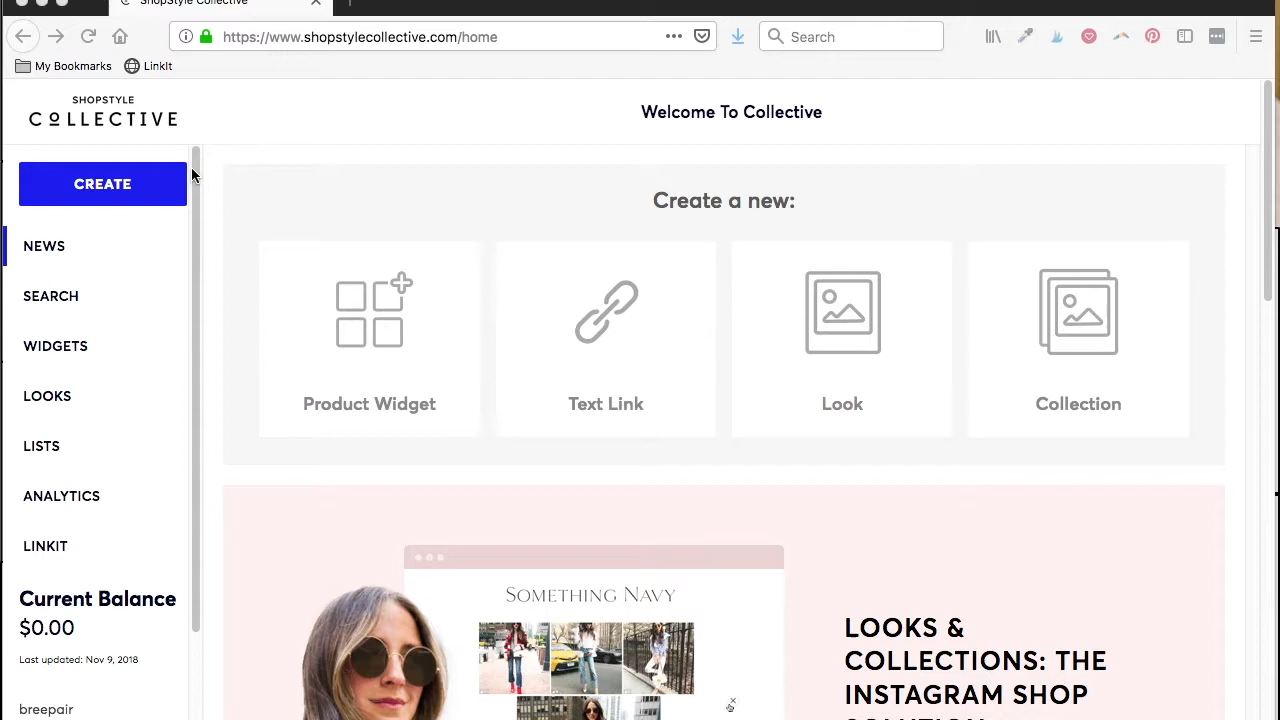 ShopStyle Collective
https://www.shopstylecollective.com/home
Search
My Bookmarks
LinkIt
SHOPSTYLE
COLLECTIVE
Welcome To Collective
CREATE
NEWS
SEARCH
WIDGETS
LOOKS
LISTS
ANALYTICS
LINKIT
Current Balance
$0.00
Last updated: Nov 9, 2018
breepair
Create a new:
Product Widget
Text Link
Look
Collection
SOMETHING NAVY
LOOKS &
COLLECTIONS: THE
INSTAGRAM SHOP